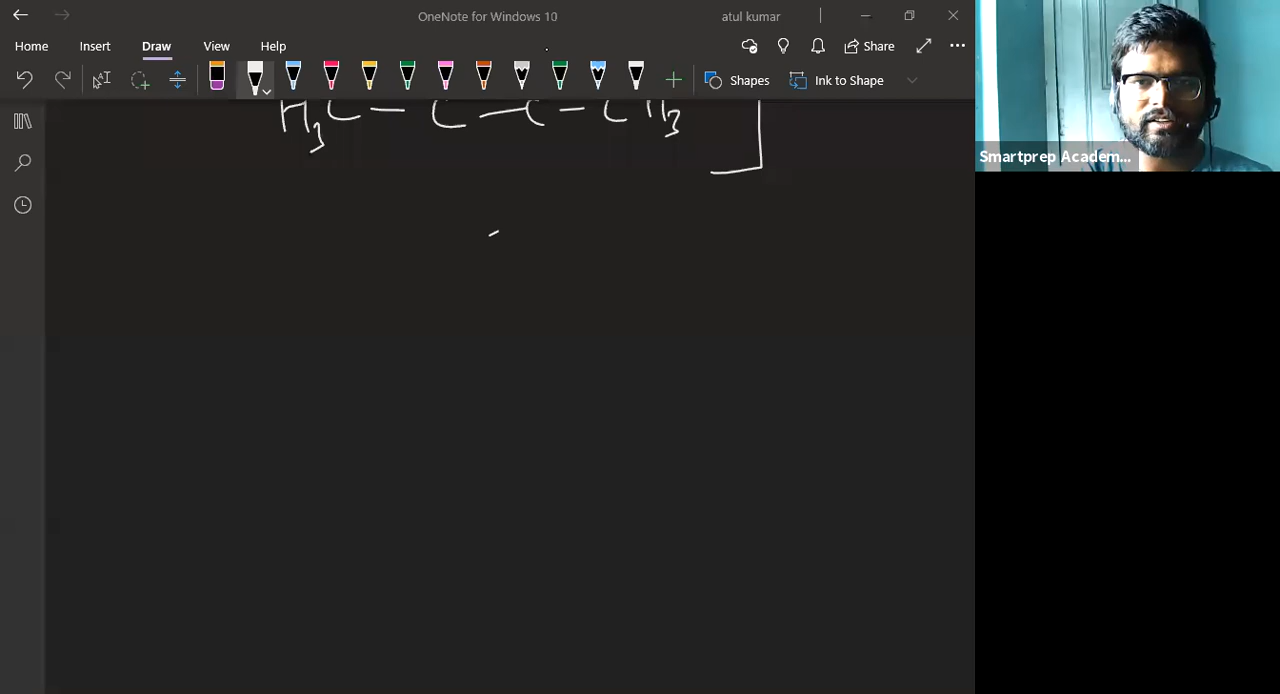 OneNote for Windows 10
atul kumar
Home Insert Draw View Help
Share
Shapes Ink to Shape
H3C - C - C - CH3
Smartprep Academ...